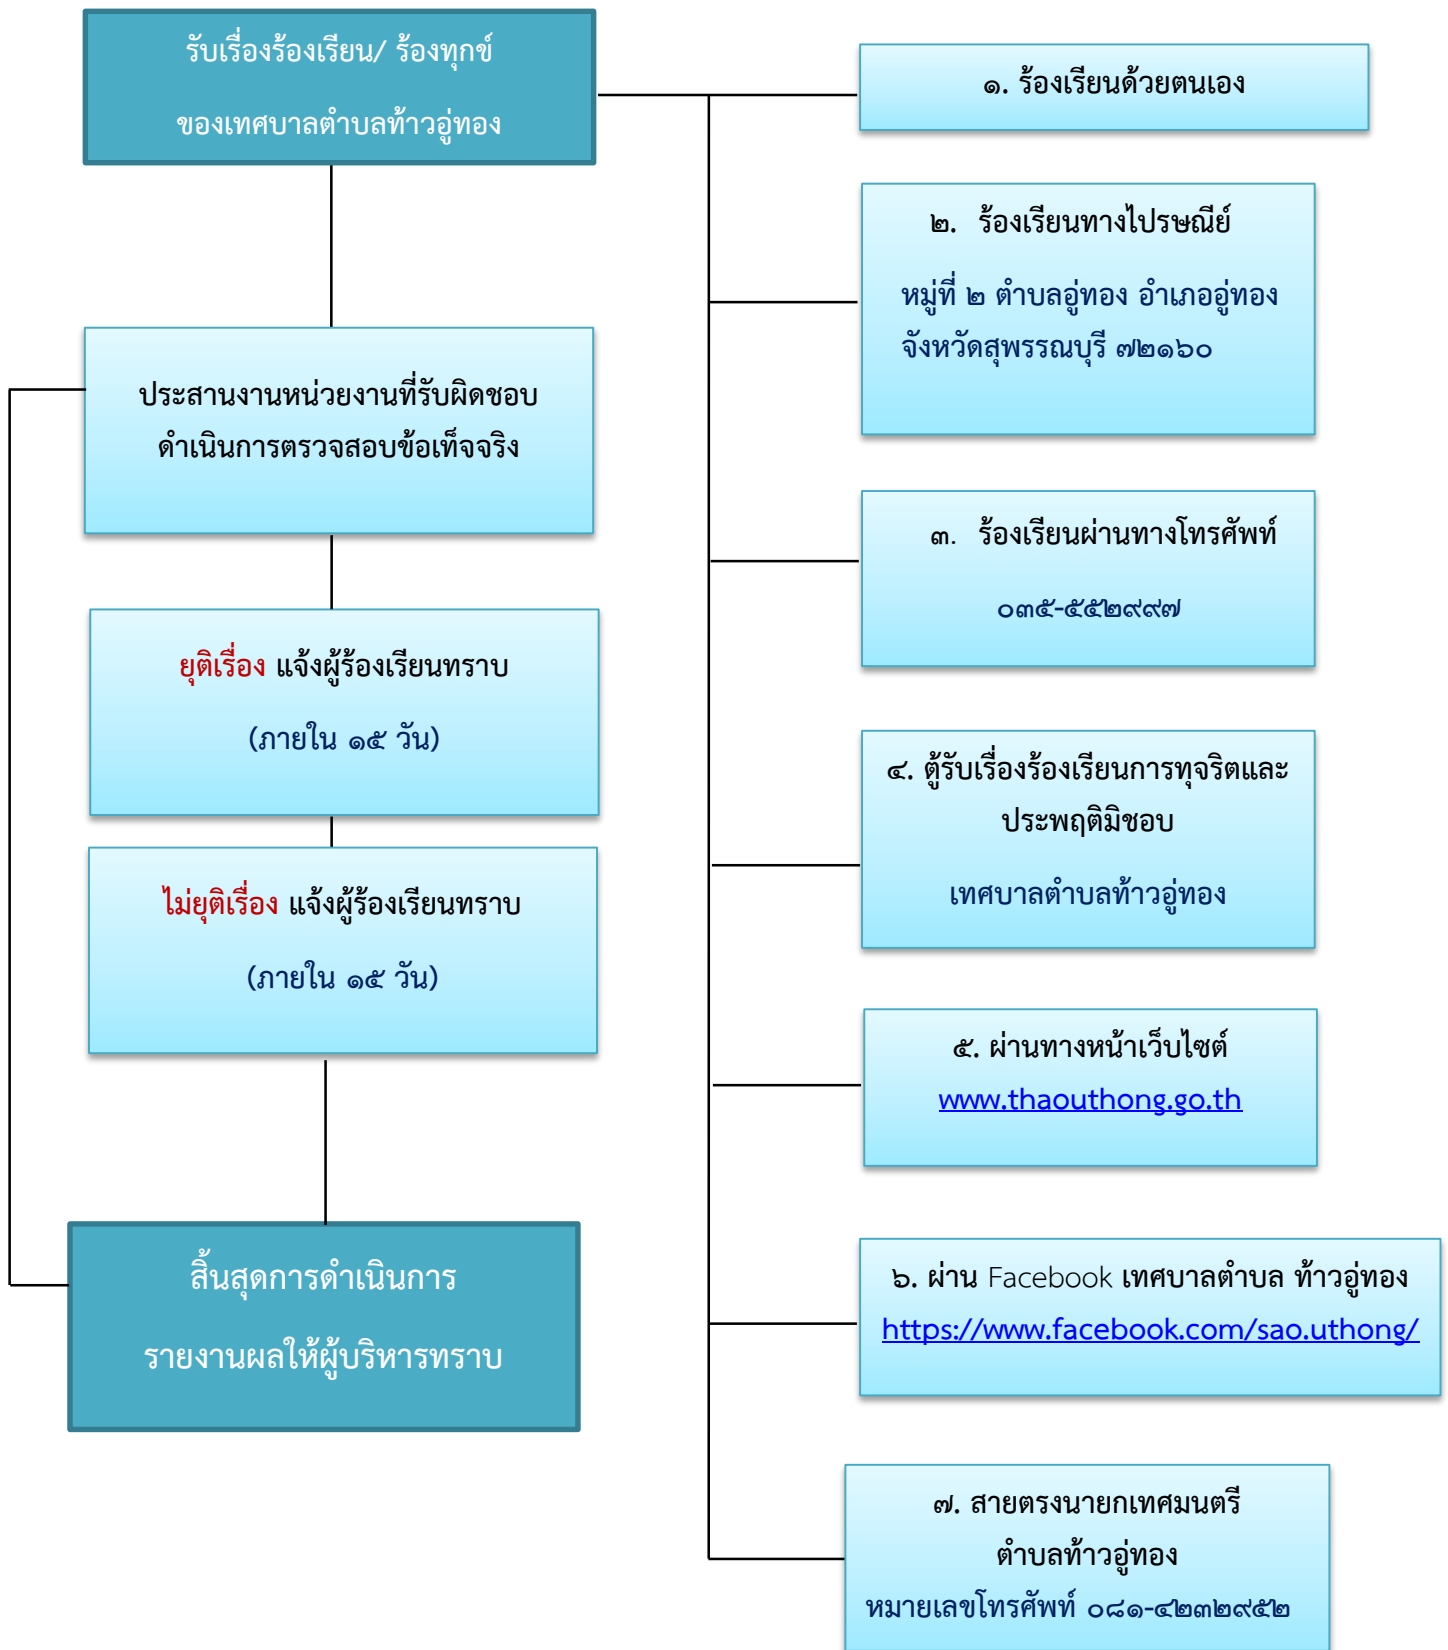 รับเรื่องร้องเรียน/ ร้องทุกข์
ของเทศบาลตำบลท้าวอู่ทอง
ประสานงานหน่วยงานที่รับผิดชอบ
ดำเนินการตรวจสอบข้อเท็จจริง
ยุติเรื่อง แจ้งผู้ร้องเรียนทราบ
(ภายใน ๑๕ วัน)
ไม่ยุติเรื่อง แจ้งผู้ร้องเรียนทราบ
(ภายใน ๑๕ วัน)
สิ้นสุดการดำเนินการ
รายงานผลให้ผู้บริหารทราบ
๑. ร้องเรียนด้วยตนเอง
๒. ร้องเรียนทางไปรษณีย์
หมู่ที่ ๒ ตำบลอู่ทอง อำเภออู่ทอง
จังหวัดสุพรรณบุรี ๗๒๑๖๐
๓. ร้องเรียนผ่านทางโทรศัพท์
๐๓๕-๕๕๒๙๙๗
๔. ตู้รับเรื่องร้องเรียนการทุจริตและ
ประพฤติมิชอบ
เทศบาลตำบลท้าวอู่ทอง
๕. ผ่านทางหน้าเว็บไซต์
www.thaouthong.go.th
๖. ผ่าน Facebook เทศบาลตำบล ท้าวอู่ทอง
https://www.facebook.com/sao.uthong/
๗. สายตรงนายกเทศมนตรี
ตำบลท้าวอู่ทอง
หมายเลขโทรศัพท์ ๐๘๑-๔๒๓๒๙๕๒